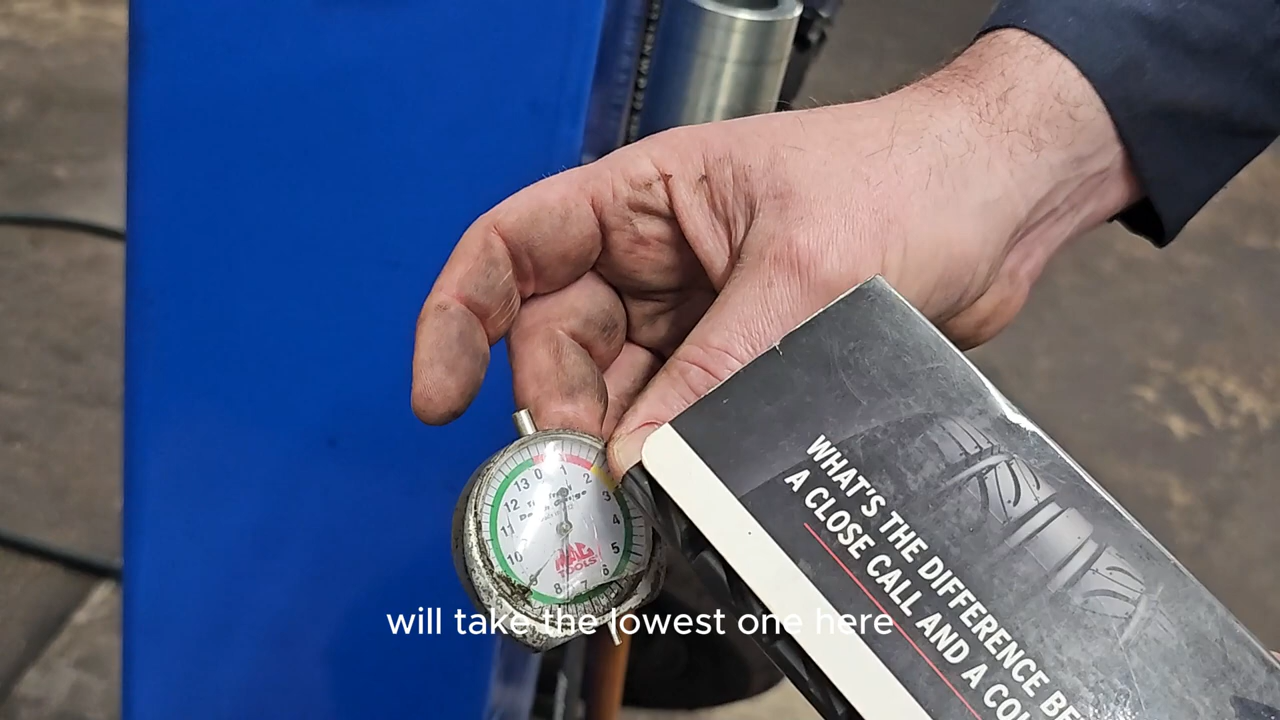 0 1 2 3 4 5 6 7 8 9 10 11 12 13
MAC
TOOLS
WHAT'S THE DIFFERENCE BE
A CLOSE CALL AND A CO
will take the lowest one here